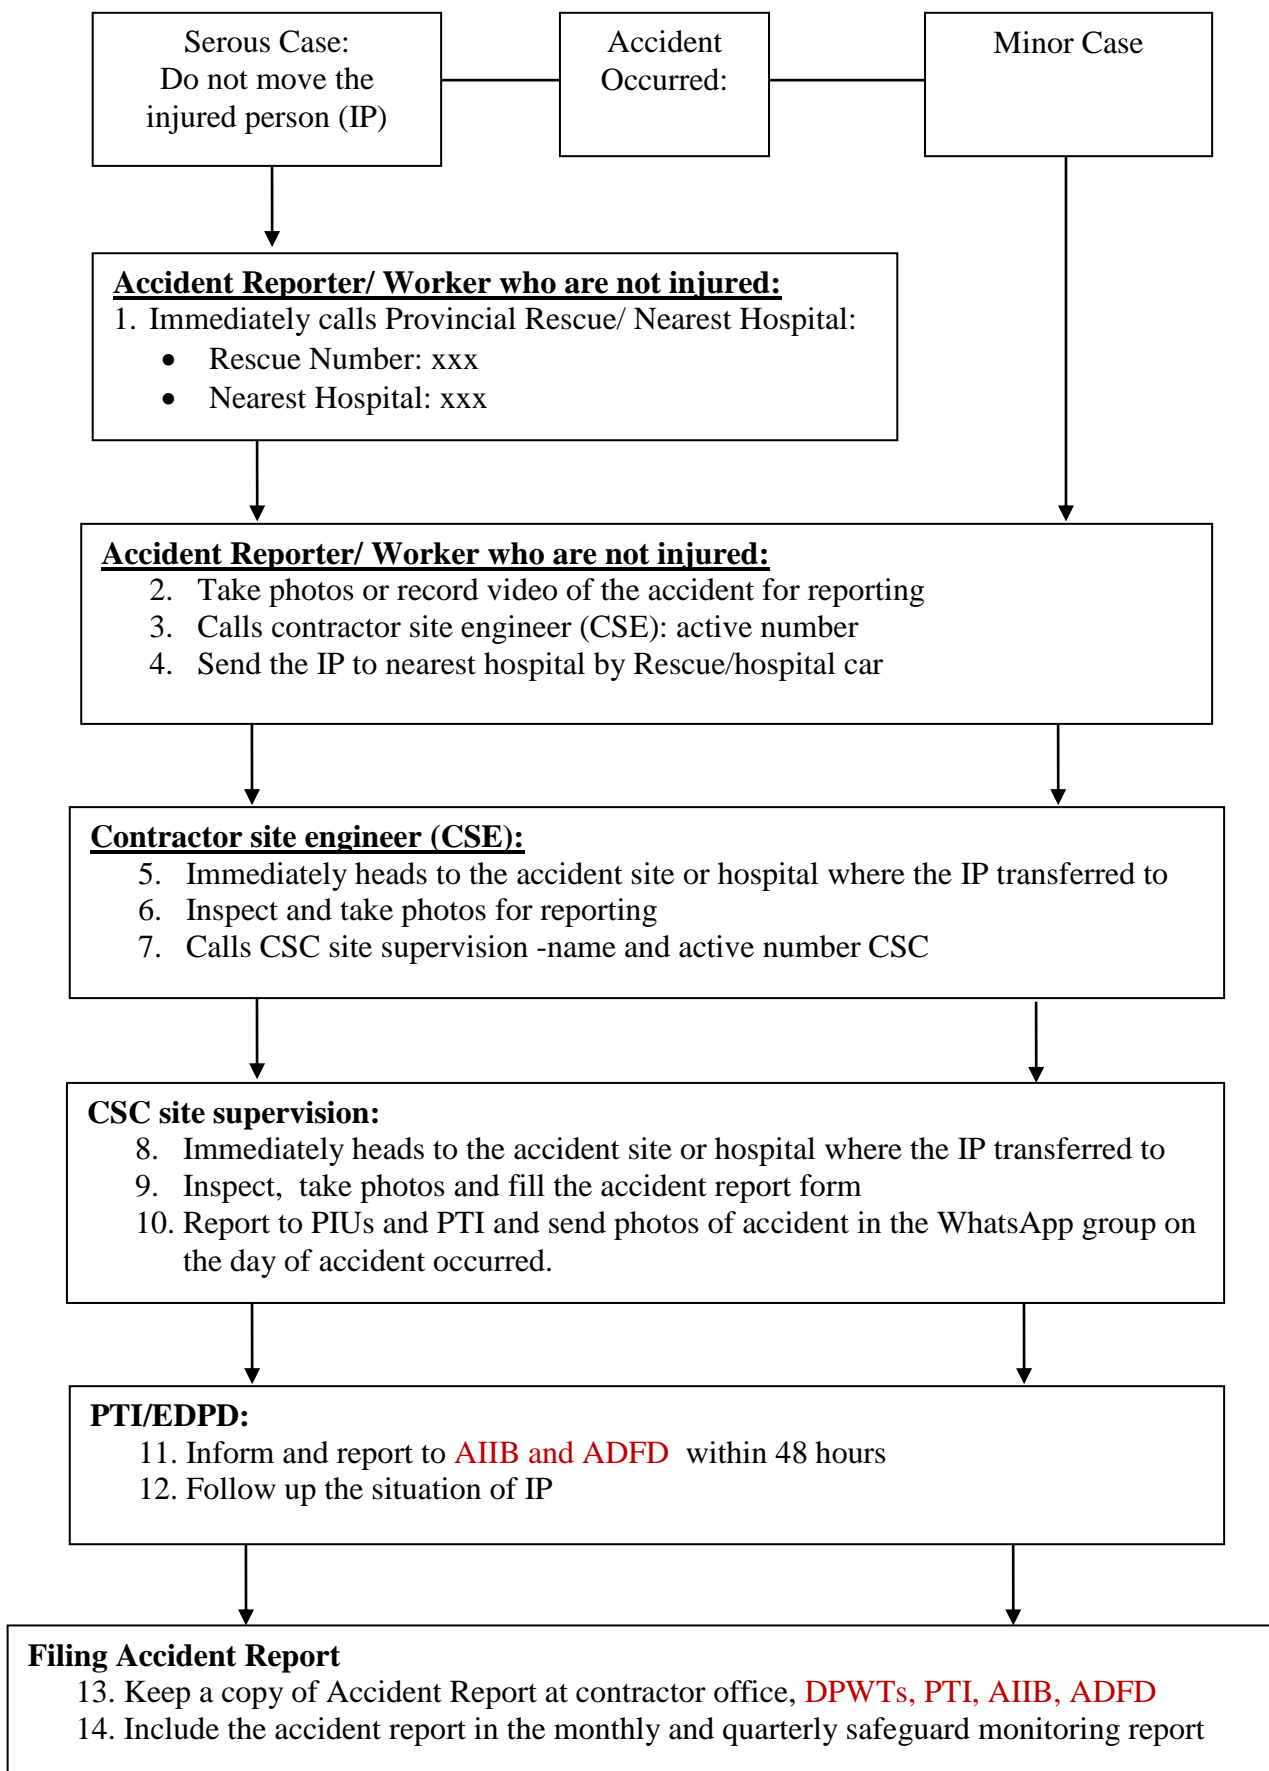 Serous Case:
Do not move the
injured person (IP)
Accident
Occurred:
Minor Case
Accident Reporter/ Worker who are not injured:
1. Immediately calls Provincial Rescue/ Nearest Hospital:
• Rescue Number: xxx
• Nearest Hospital: xxx
Accident Reporter/ Worker who are not injured:
2. Take photos or record video of the accident for reporting
3. Calls contractor site engineer (CSE): active number
4. Send the IP to nearest hospital by Rescue/hospital car
Contractor site engineer (CSE):
5. Immediately heads to the accident site or hospital where the IP transferred to
6. Inspect and take photos for reporting
7. Calls CSC site supervision -name and active number CSC
CSC site supervision:
8. Immediately heads to the accident site or hospital where the IP transferred to
9. Inspect, take photos and fill the accident report form
10. Report to PIUs and PTI and send photos of accident in the WhatsApp group on
the day of accident occurred.
PTI/EDPD:
11. Inform and report to AIIB and ADFD within 48 hours
12. Follow up the situation of IP
Filing Accident Report
13. Keep a copy of Accident Report at contractor office, DPWTs, PTI, AIIB, ADFD
14. Include the accident report in the monthly and quarterly safeguard monitoring report